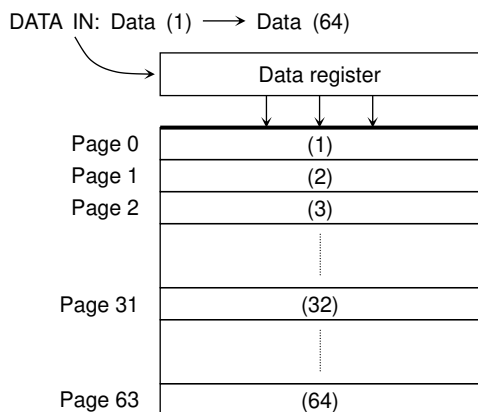 DATA IN: Data (1) ⟶ Data (64)
Data register
Page 0 (1)
Page 1 (2)
Page 2 (3)
Page 31 (32)
Page 63 (64)